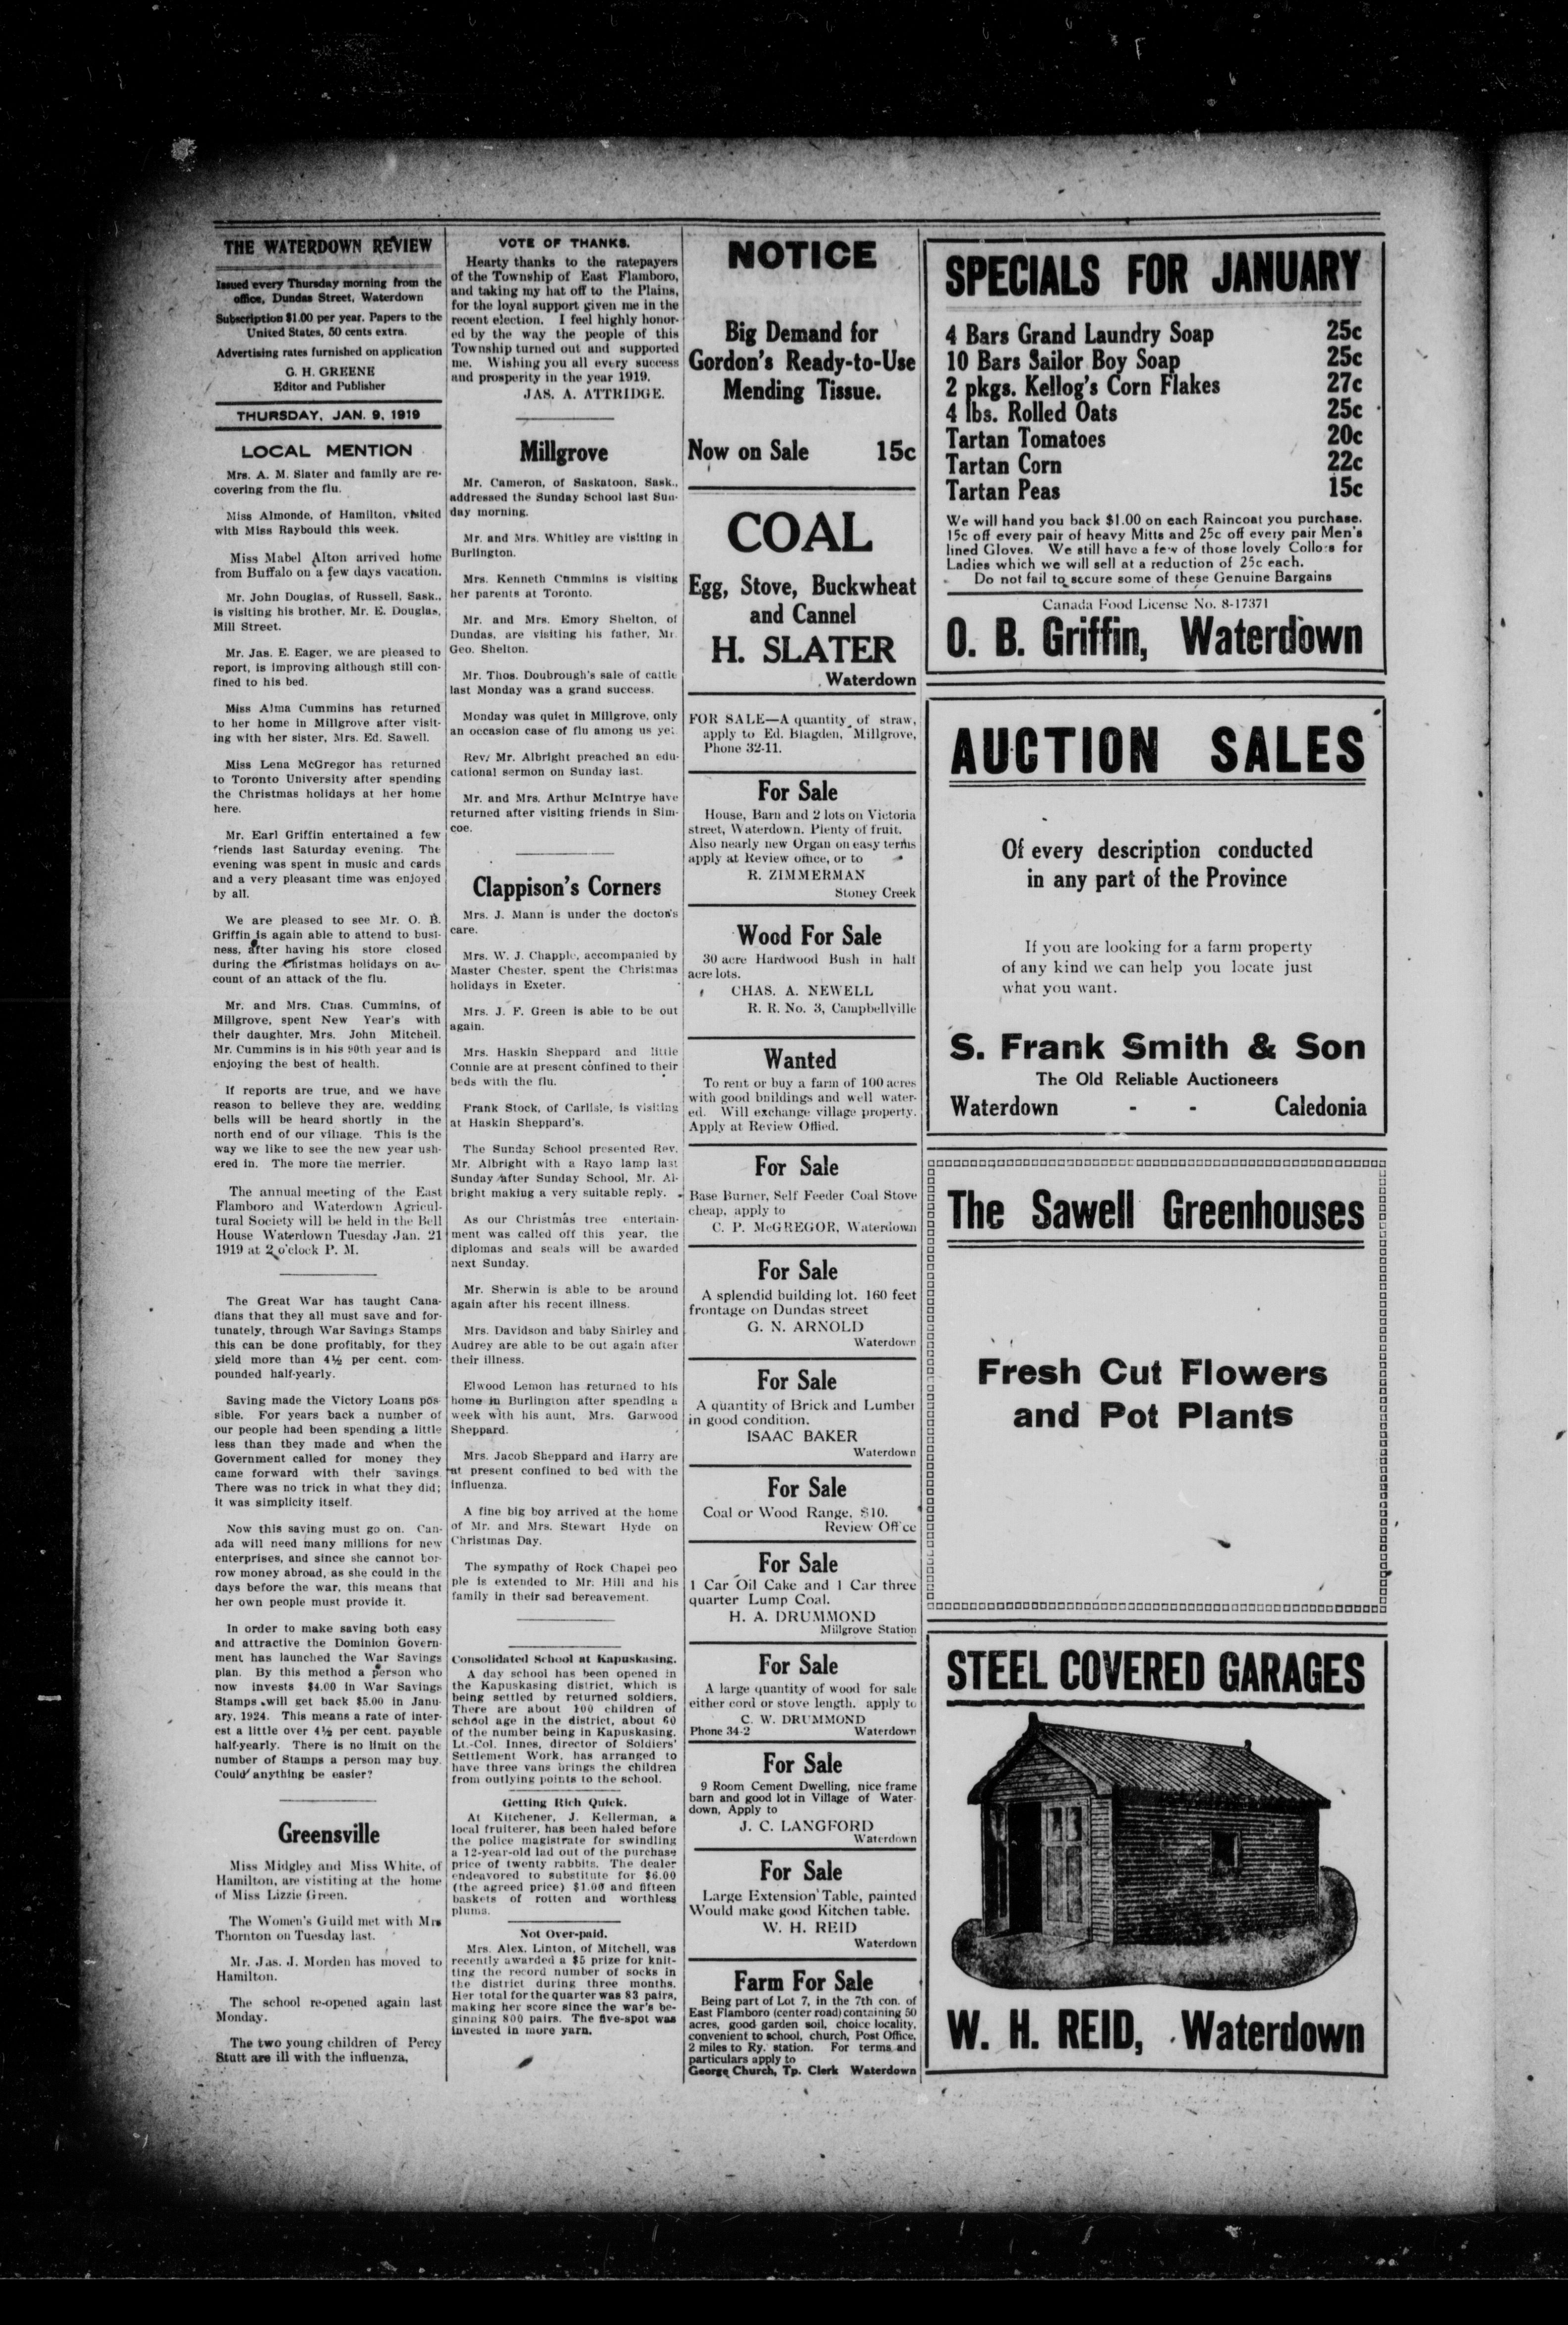 THE WATERDOWN REVIEW
Issued every Thursday morning from the
office, Dundas Street, Waterdown
Subscription $1.00 per year. Papers to the
United States, 50 cents extra.
Advertising rates furnished on application
G. H. GREENE
Editor and Publisher
THURSDAY, JAN. 9, 1919
LOCAL MENTION
Mrs. A. M. Slater and family are re-
covering from the flu.
Miss Almonde, of Hamilton, visited
with Miss Raybould this week.
Miss Mabel Alton arrived home
from Buffalo on a few days vacation.
Mr. John Douglas, of Russell, Sask.,
is visiting his brother, Mr. E. Douglas,
Mill Street.
Mr. Jas. E. Eager, we are pleased to
report, is improving although still con-
fined to his bed.
Miss Alma Cummins has returned
to her home in Millgrove after visit-
ing with her sister, Mrs. Ed. Sawell.
Miss Lena McGregor has returned
to Toronto University after spending
the Christmas holidays at her home
here.
Mr. Earl Griffin entertained a few
friends last Saturday evening. The
evening was spent in music and cards
and a very pleasant time was enjoyed
by all.
We are pleased to see Mr. O. B.
Griffin is again able to attend to busi-
ness, after having his store closed
during the Christmas holidays on ac-
count of an attack of the flu.
Mr. and Mrs. Chas. Cummins, of
Millgrove, spent New Year's with
their daughter, Mrs. John Mitchell.
Mr. Cummins is in his 90th year and is
enjoying the best of health.
If reports are true, and we have
reason to believe they are, wedding
bells will be heard shortly in the
north end of our village. This is the
way we like to see the new year ush-
ered in. The more the merrier.
The annual meeting of the East
Flamboro and Waterdown Agricul-
tural Society will be held in the Bell
House Waterdown Tuesday Jan. 21
1919 at 2 o'clock P. M.
The Great War has taught Cana-
dians that they all must save and for-
tunately, through War Savings Stamps
this can be done profitably, for they
yield more than 4½ per cent. com-
pounded half-yearly.
Saving made the Victory Loans pos
sible. For years back a number of
our people had been spending a little
less than they made and when the
Government called for money they
came forward with their savings.
There was no trick in what they did;
it was simplicity itself.
Now this saving must go on. Can-
ada will need many millions for new
enterprises, and since she cannot bor-
row money abroad, as she could in the
days before the war, this means that
her own people must provide it.
In order to make saving both easy
and attractive the Dominion Govern-
ment has launched the War Savings
plan. By this method a person who
now invests $4.00 in War Savings
Stamps will get back $5.00 in Janu-
ary, 1924. This means a rate of inter-
est a little over 4½ per cent. payable
half-yearly. There is no limit on the
number of Stamps a person may buy.
Could anything be easier?
Greensville
Miss Midgley and Miss White, of
Hamilton, are vistiting at the home
of Miss Lizzie Green.
The Women's Guild met with Mrs
Thornton on Tuesday last.
Mr. Jas. J. Morden has moved to
Hamilton.
The school re-opened again last
Monday.
The two young children of Percy
Stutt are ill with the influenza,
VOTE OF THANKS.
Hearty thanks to the ratepayers
of the Township of East Flamboro,
and taking my hat off to the Plains,
for the loyal support given me in the
recent election. I feel highly honor-
ed by the way the people of this
Township turned out and supported
me. Wishing you all every success
and prosperity in the year 1919.
JAS. A. ATTRIDGE.
Millgrove
Mr. Cameron, of Saskatoon, Sask.,
addressed the Sunday School last Sun-
day morning.
Mr. and Mrs. Whitley are visiting in
Burlington.
Mrs. Kenneth Cummins is visiting
her parents at Toronto.
Mr. and Mrs. Emory Shelton, of
Dundas, are visiting his father, Mr.
Geo. Shelton.
Mr. Thos. Doubrough's sale of cattle
last Monday was a grand success.
Monday was quiet in Millgrove, only
an occasion case of flu among us yet.
Rev. Mr. Albright preached an edu-
cational sermon on Sunday last.
Mr. and Mrs. Arthur McIntrye have
returned after visiting friends in Sim-
coe.
Clappison's Corners
Mrs. J. Mann is under the doctor's
care.
Mrs. W. J. Chapple, accompanied by
Master Chester, spent the Christmas
holidays in Exeter.
Mrs. J. F. Green is able to be out
again.
Mrs. Haskin Sheppard and little
Connie are at present confined to their
beds with the flu.
Frank Stock, of Carlisle, is visiting
at Haskin Sheppard's.
The Sunday School presented Rev.
Mr. Albright with a Rayo lamp last
Sunday after Sunday School, Mr. Al-
bright making a very suitable reply.
As our Christmas tree entertain-
ment was called off this year, the
diplomas and seals will be awarded
next Sunday.
Mr. Sherwin is able to be around
again after his recent illness.
Mrs. Davidson and baby Shirley and
Audrey are able to be out again after
their illness.
Elwood Lemon has returned to his
home in Burlington after spending a
week with his aunt, Mrs. Garwood
Sheppard.
Mrs. Jacob Sheppard and Harry are
at present confined to bed with the
influenza.
A fine big boy arrived at the home
of Mr. and Mrs. Stewart Hyde on
Christmas Day.
The sympathy of Rock Chapel peo
ple is extended to Mr. Hill and his
family in their sad bereavement.
Consolidated School at Kapuskasing.
A day school has been opened in
the Kapuskasing district, which is
being settled by returned soldiers.
There are about 100 children of
school age in the district, about 60
of the number being in Kapuskasing.
Lt.-Col. Innes, director of Soldiers'
Settlement Work, has arranged to
have three vans brings the children
from outlying points to the school.
Getting Rich Quick.
At Kitchener, J. Kellerman, a
local fruiterer, has been haled before
the police magistrate for swindling
a 12-year-old lad out of the purchase
price of twenty rabbits. The dealer
endeavored to substitute for $6.00
(the agreed price) $1.00 and fifteen
baskets of rotten and worthless
plums.
Not Over-paid.
Mrs. Alex. Linton, of Mitchell, was
recently awarded a $5 prize for knit-
ting the record number of socks in
the district during three months.
Her total for the quarter was 83 pairs,
making her score since the war's be-
ginning 800 pairs. The five-spot was
invested in more yarn.
NOTICE
Big Demand for
Gordon's Ready-to-Use
Mending Tissue.
Now on Sale 15c
COAL
Egg, Stove, Buckwheat
and Cannel
H. SLATER
Waterdown
FOR SALE—A quantity of straw,
apply to Ed. Blagden, Millgrove,
Phone 32-11.
For Sale
House, Barn and 2 lots on Victoria
street, Waterdown. Plenty of fruit.
Also nearly new Organ on easy terms
apply at Review office, or to
R. ZIMMERMAN
Stoney Creek
Wood For Sale
30 acre Hardwood Bush in half
acre lots.
CHAS. A. NEWELL
R. R. No. 3, Campbellville
Wanted
To rent or buy a farm of 100 acres
with good buildings and well water-
ed. Will exchange village property.
Apply at Review Offied.
For Sale
Base Burner, Self Feeder Coal Stove
cheap, apply to
C. P. McGREGOR, Waterdown
For Sale
A splendid building lot. 160 feet
frontage on Dundas street
G. N. ARNOLD
Waterdown
For Sale
A quantity of Brick and Lumber
in good condition.
ISAAC BAKER
Waterdown
For Sale
Coal or Wood Range, $10.
Review Office
For Sale
1 Car Oil Cake and 1 Car three
quarter Lump Coal.
H. A. DRUMMOND
Millgrove Station
For Sale
A large quantity of wood for sale
either cord or stove length. apply to
C. W. DRUMMOND
Phone 34-2 Waterdown
For Sale
9 Room Cement Dwelling, nice frame
barn and good lot in Village of Water-
down, Apply to
J. C. LANGFORD
Waterdown
For Sale
Large Extension Table, painted
Would make good Kitchen table.
W. H. REID
Waterdown
Farm For Sale
Being part of Lot 7, in the 7th con. of
East Flamboro (center road) containing 50
acres, good garden soil, choice locality,
convenient to school, church, Post Office,
2 miles to Ry. station. For terms and
particulars apply to
George Church, Tp. Clerk Waterdown
SPECIALS FOR JANUARY
4 Bars Grand Laundry Soap 25c
10 Bars Sailor Boy Soap 25c
2 pkgs. Kellog's Corn Flakes 27c
4 lbs. Rolled Oats 25c
Tartan Tomatoes 20c
Tartan Corn 22c
Tartan Peas 15c
We will hand you back $1.00 on each Raincoat you purchase.
15c off every pair of heavy Mitts and 25c off every pair Men's
lined Gloves. We still have a few of those lovely Collors for
Ladies which we will sell at a reduction of 25c each.
Do not fail to secure some of these Genuine Bargains
Canada Food License No. 8-17371
O. B. Griffin, Waterdown
AUCTION SALES
Of every description conducted
in any part of the Province
If you are looking for a farm property
of any kind we can help you locate just
what you want.
S. Frank Smith & Son
The Old Reliable Auctioneers
Waterdown - - Caledonia
The Sawell Greenhouses
Fresh Cut Flowers
and Pot Plants
STEEL COVERED GARAGES
W. H. REID, Waterdown